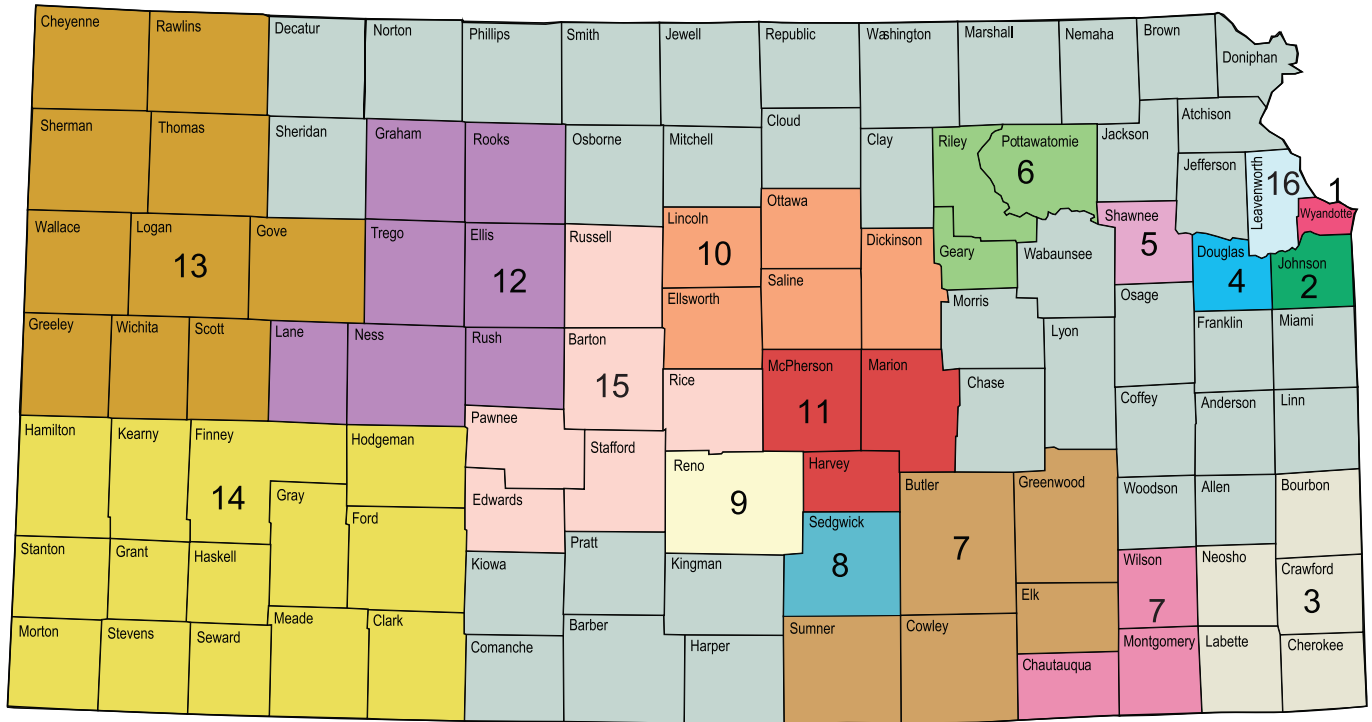 Cheyenne
Rawlins
Decatur
Norton
Phillips
Smith
Jewell
Republic
Washington
Marshall
Nemaha
Brown
Doniphan
Sherman
Thomas
Sheridan
Graham
Rooks
Osborne
Mitchell
Cloud
Clay
Riley
Pottawatomie
6
Jackson
Atchison
Jefferson
Leavenworth
16
1
Wyandotte
Wallace
Logan
13
Gove
Trego
Ellis
12
Russell
Lincoln
10
Ottawa
Dickinson
Geary
Wabaunsee
Shawnee
5
Douglas
4
Johnson
2
Ellsworth
Saline
Morris
Osage
Greeley
Wichita
Scott
Lane
Ness
Rush
Barton
15
Rice
McPherson
11
Marion
Chase
Lyon
Franklin
Miami
Hamilton
Kearny
Finney
14
Hodgeman
Pawnee
Stafford
Coffey
Anderson
Linn
Gray
Ford
Edwards
Reno
9
Harvey
Sedgwick
8
Butler
7
Greenwood
Woodson
Allen
Bourbon
Stanton
Grant
Haskell
Kiowa
Pratt
Kingman
Elk
Wilson
7
Neosho
Crawford
3
Morton
Stevens
Seward
Meade
Clark
Comanche
Barber
Harper
Sumner
Cowley
Chautauqua
Montgomery
Labette
Cherokee